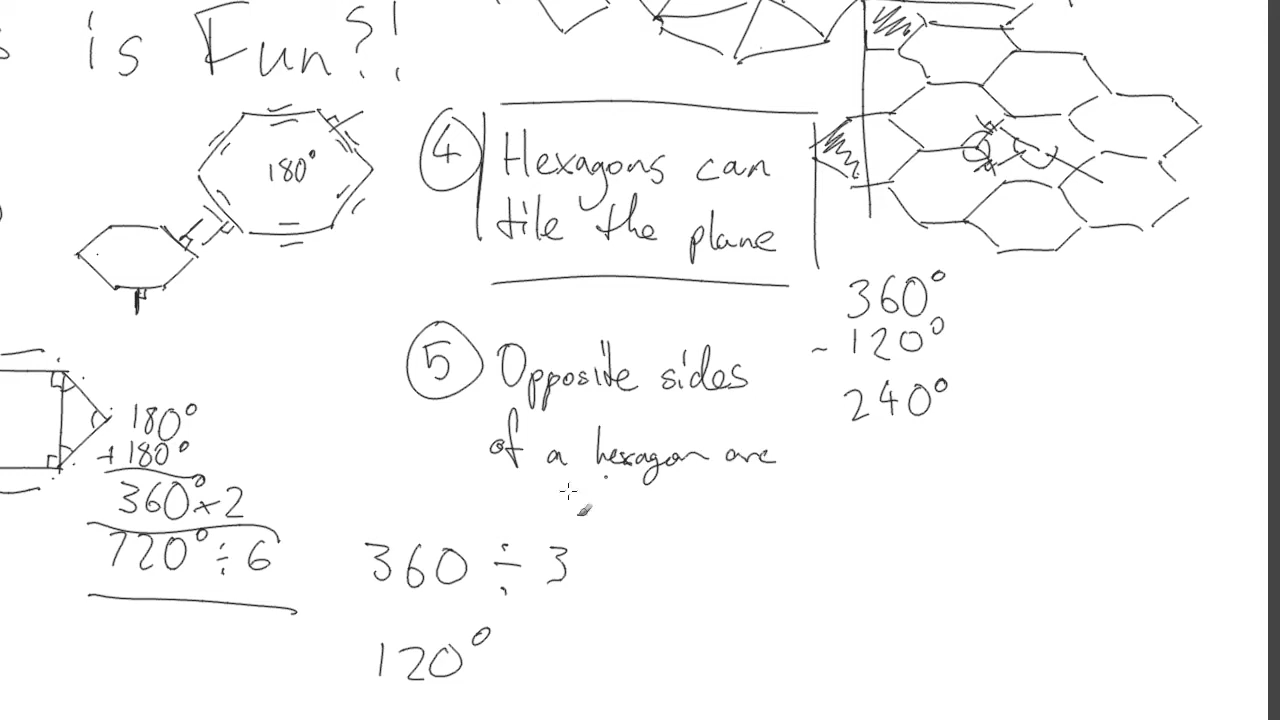 is Fun?!
180°
4
Hexagons can
tile the plane
360°
- 120°
240°
5
Opposite sides
of a hexagon are
180°
+ 180°
360° × 2
720° ÷ 6
360 ÷ 3
120°